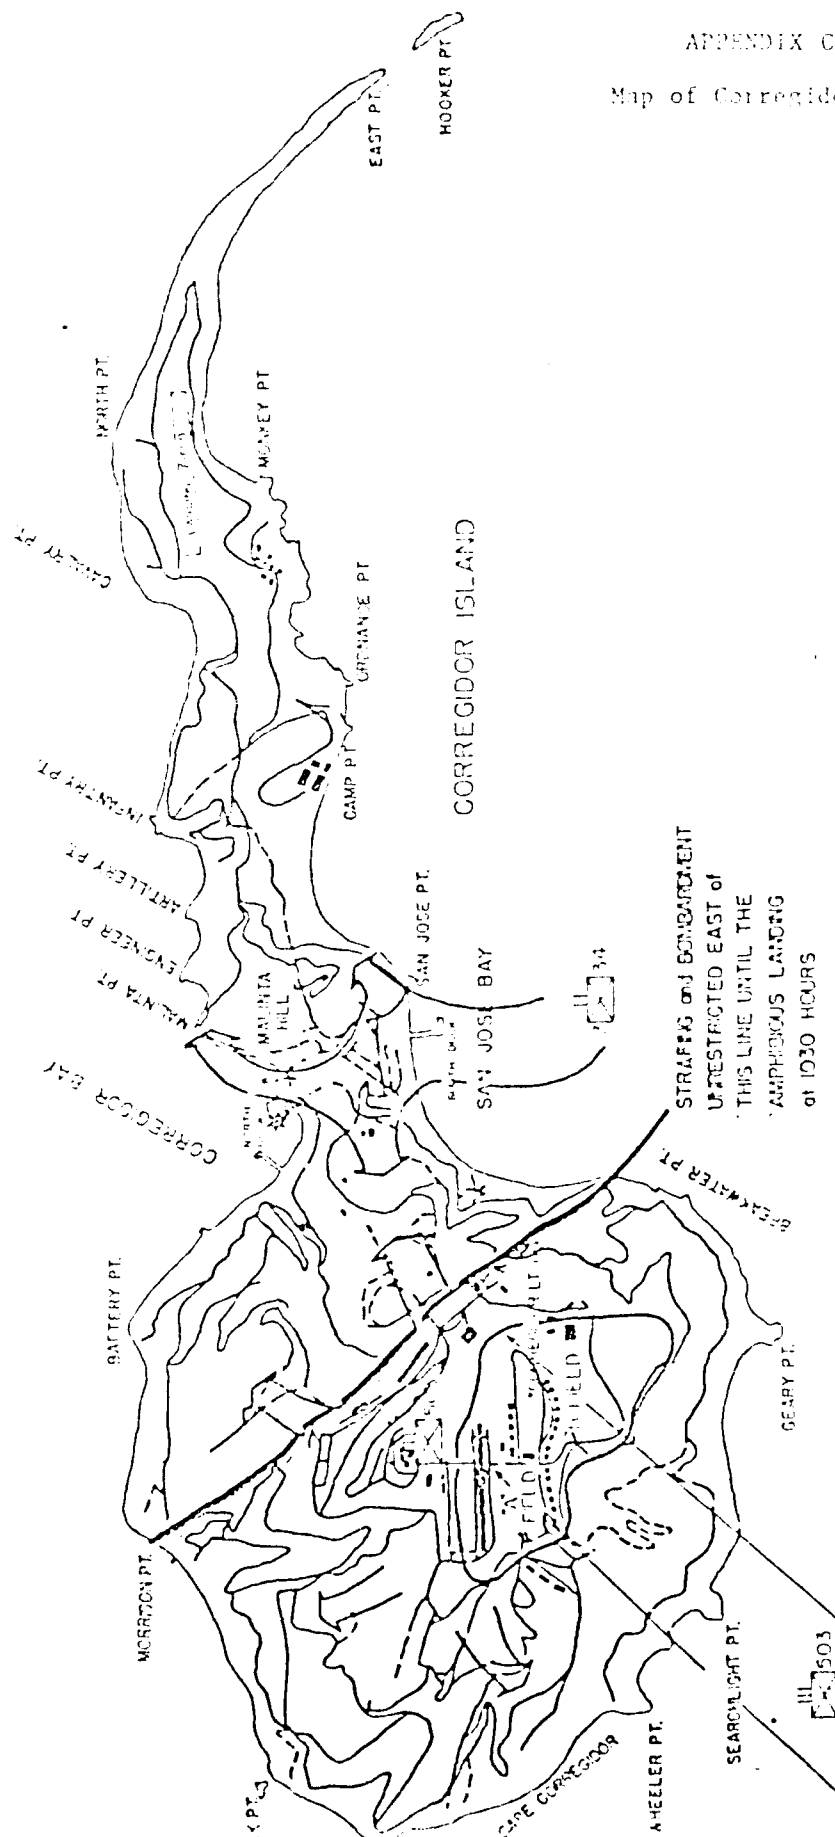 APPENDIX C
Map of Corregido
HOOKER PT
EAST PT.
NORTH PT.
MONKEY PT
CAVALRY PT.
ORDNANCE PT
CORREGIDOR ISLAND
CAMP PT.
INFANTRY PT.
ARTILLERY PT.
ENGINEER PT
MALINTA PT.
MALINTA
HILL
SAN JOSE PT.
SAN JOSE BAY
CORREGIDOR BAY
NORTH
34
STRAFING and BOMBARDMENT
UNRESTRICTED EAST of
THIS LINE UNTIL THE
AMPHIBIOUS LANDING
at 1030 HOURS
BREAKWATER PT.
BATTERY PT.
GEARY PT.
FIELD
"A"
FIELD
MORRISON PT.
SEARCHLIGHT PT.
503
WHEELER PT.
CAPE CORREGIDOR